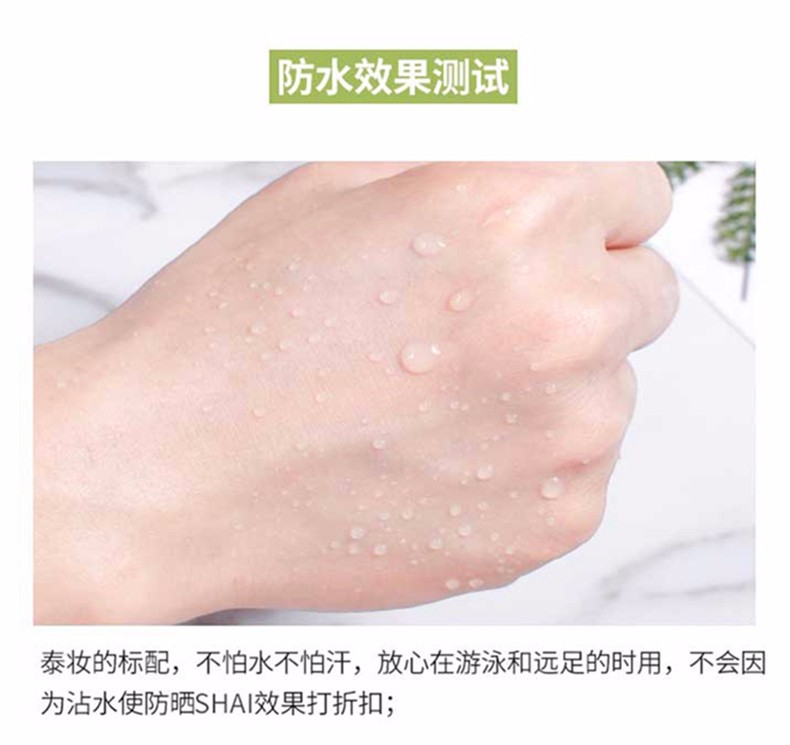 防水效果测试
泰妆的标配，不怕水不怕汗，放心在游泳和远足的时用，不会因
为沾水使防晒SHAI效果打折扣；